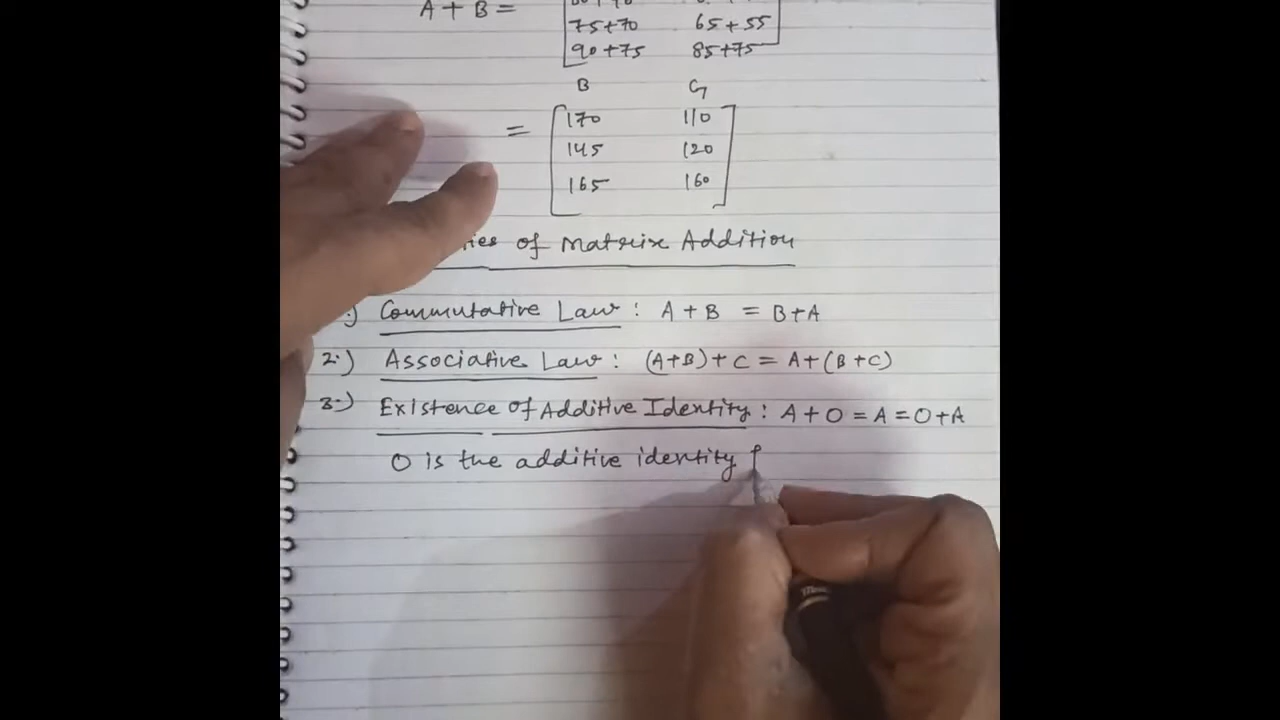 A + B =
75+70 65+55
90+75 85+75
B G
= 170 110
145 120
165 160
of Matrix Addition
Commutative Law : A + B = B+A
2.) Associative Law : (A+B)+C = A+(B+C)
3.) Existence of Additive Identity : A + O = A = O+A
O is the additive identity f